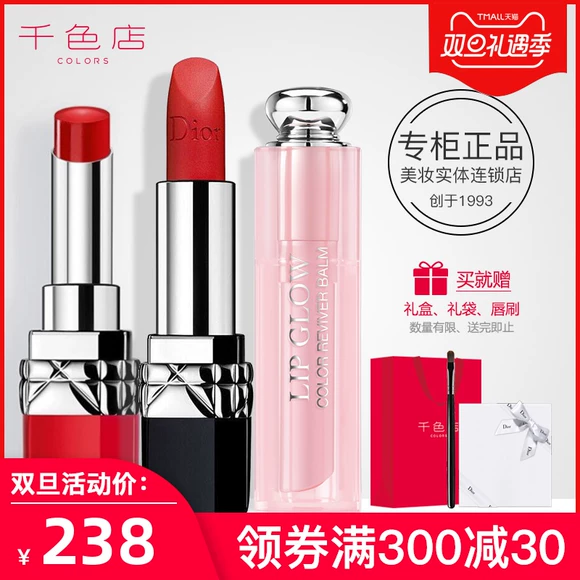 千色店
COLORS
TMALL天猫
双旦礼遇季
Dior
LIP GLOW
COLOR REVIVER BALM
专柜正品
美妆实体连锁店
创于1993
买就赠
礼盒、礼袋、唇刷
数量有限、送完即止
千色店
COLORS
Dior
Dior
双旦活动价：
￥238
领券满300减30